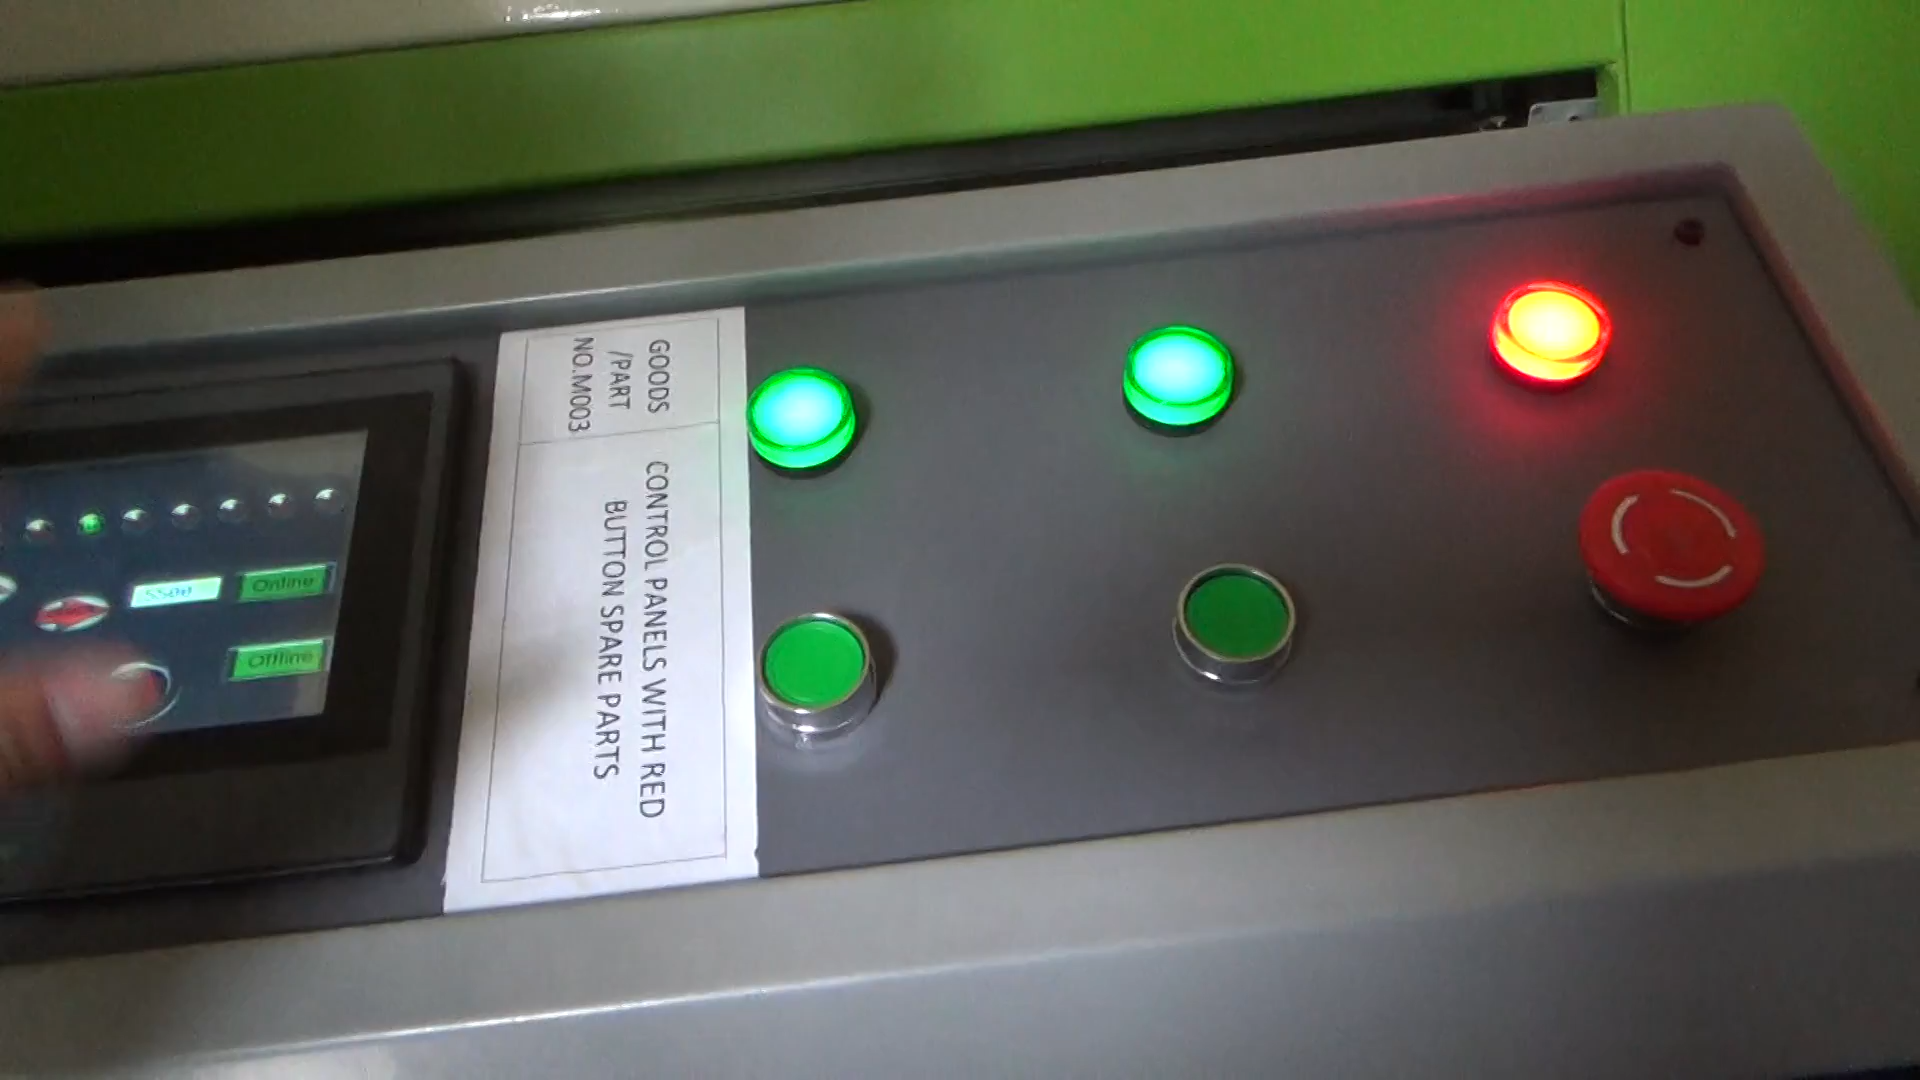 GOODS
/PART
NO.M003
CONTROL PANELS WITH RED
BUTTON SPARE PARTS
Online
Offline